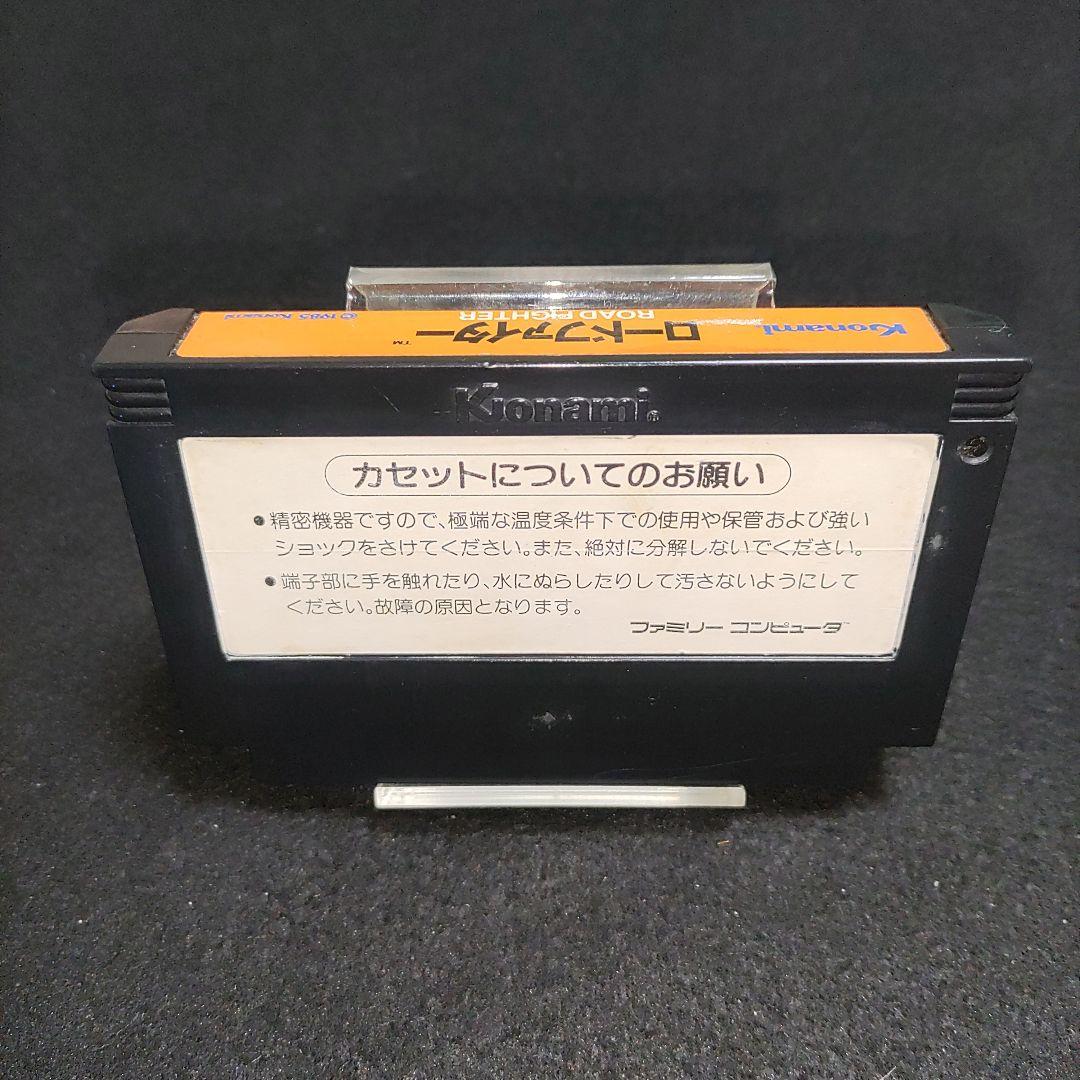 Konami
ロードファイター™
ROAD FIGHTER
© 1985 Konami
Konami®
カセットについてのお願い
●精密機器ですので、極端な温度条件下での使用や保管および強い
ショックをさけてください。また、絶対に分解しないでください。
●端子部に手を触れたり、水にぬらしたりして汚さないようにして
ください。故障の原因となります。
ファミリー コンピュータ™